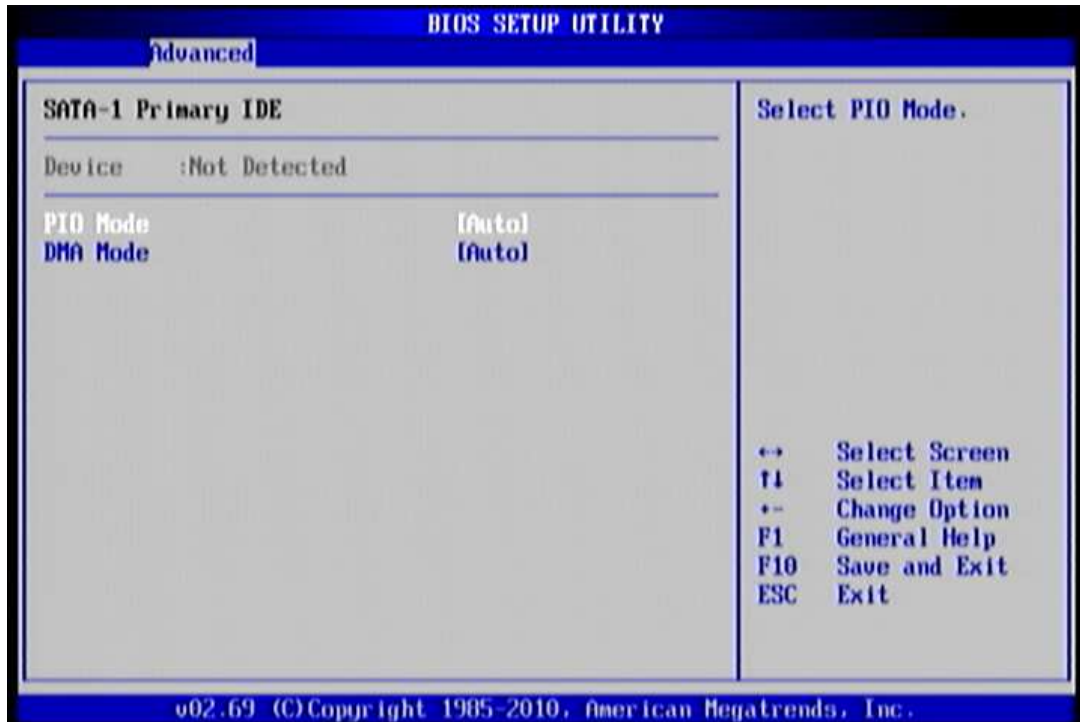 BIOS SETUP UTILITY
Advanced
SATA-1 Primary IDE
Device :Not Detected
PIO Mode [Auto]
DMA Mode [Auto]
Select PIO Mode.
↔ Select Screen
↑↓ Select Item
+- Change Option
F1 General Help
F10 Save and Exit
ESC Exit
v02.69 (C)Copyright 1985-2010, American Megatrends, Inc.